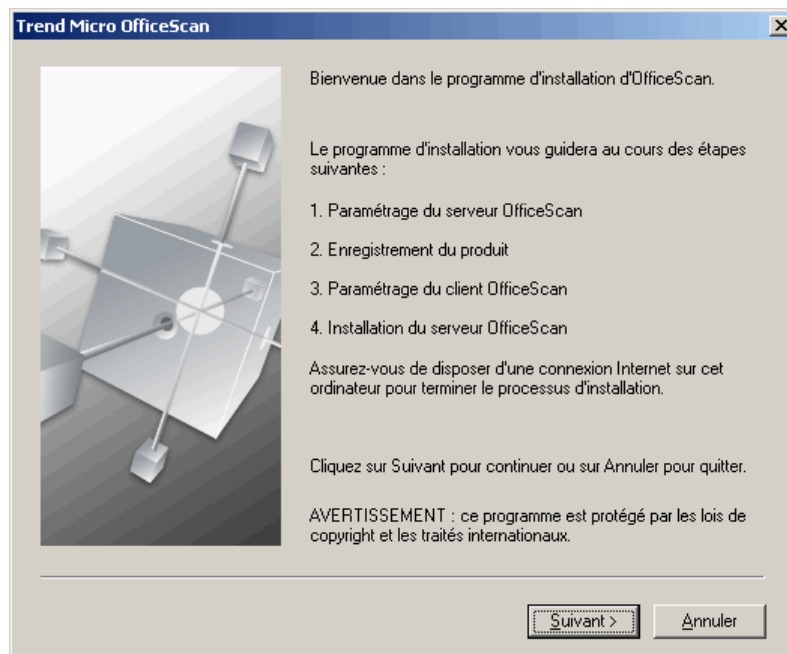 Trend Micro OfficeScan
Bienvenue dans le programme d'installation d'OfficeScan.
Le programme d'installation vous guidera au cours des étapes
suivantes :
1. Paramétrage du serveur OfficeScan
2. Enregistrement du produit
3. Paramétrage du client OfficeScan
4. Installation du serveur OfficeScan
Assurez-vous de disposer d'une connexion Internet sur cet
ordinateur pour terminer le processus d'installation.
Cliquez sur Suivant pour continuer ou sur Annuler pour quitter.
AVERTISSEMENT : ce programme est protégé par les lois de
copyright et les traités internationaux.
Suivant >
Annuler